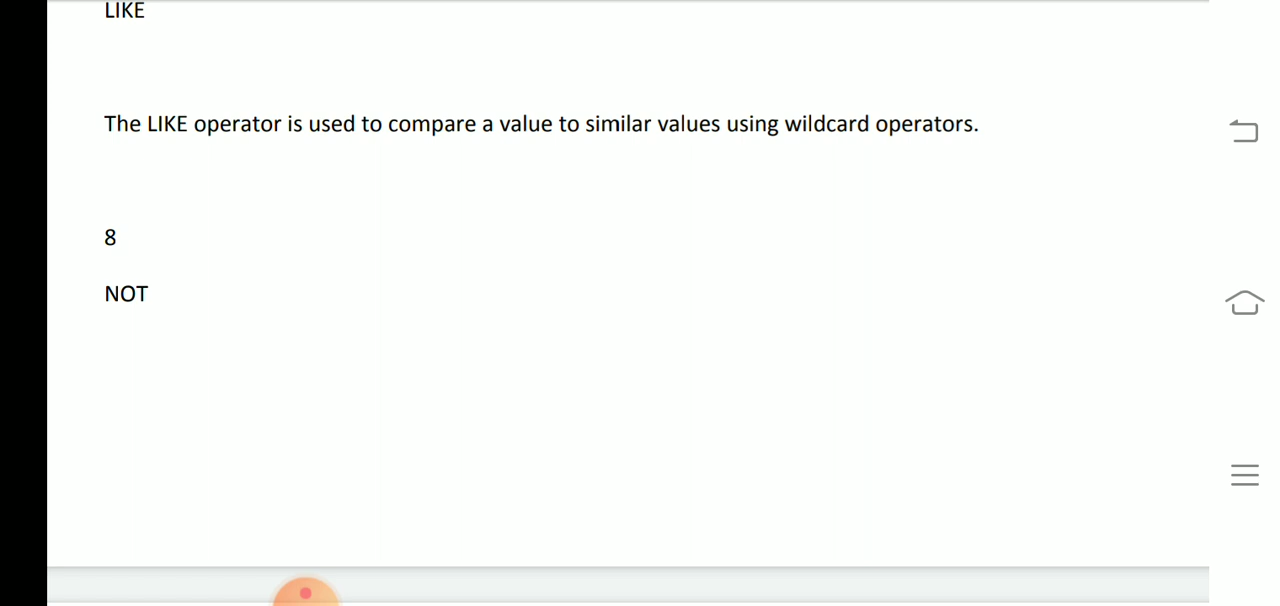 LIKE
The LIKE operator is used to compare a value to similar values using wildcard operators.
8
NOT